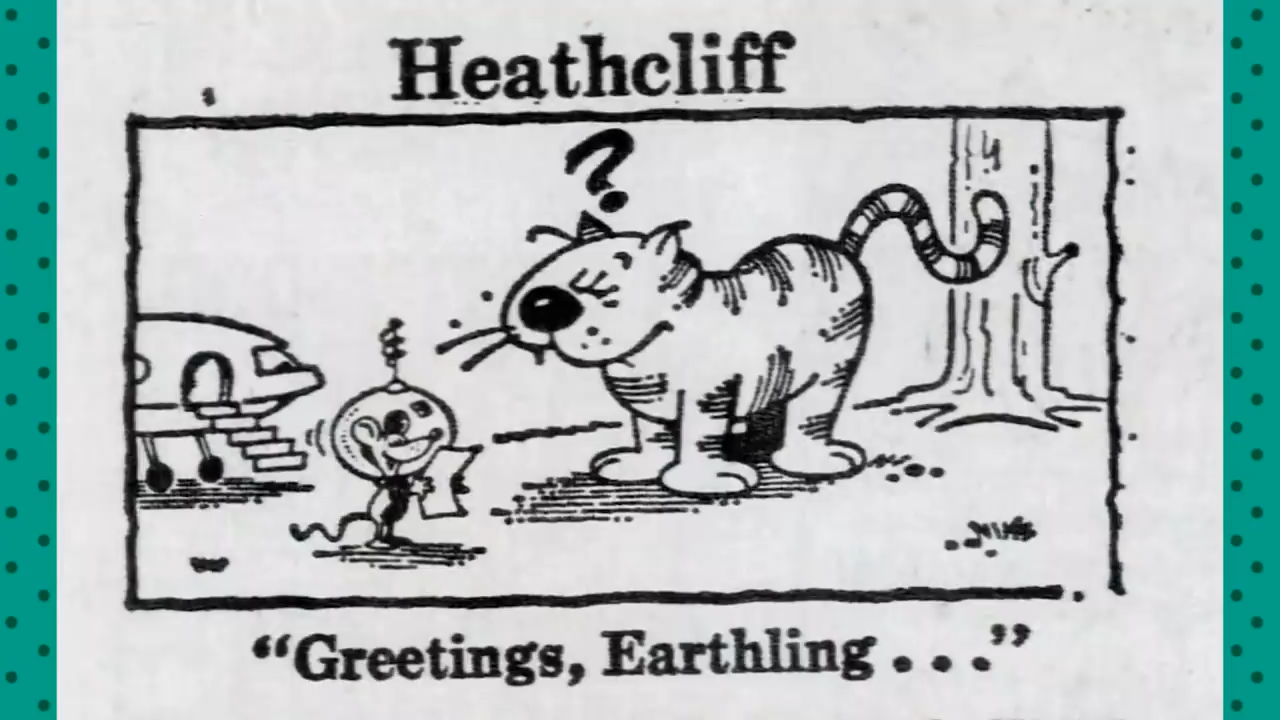 Heathcliff
?
“Greetings, Earthling . . .”